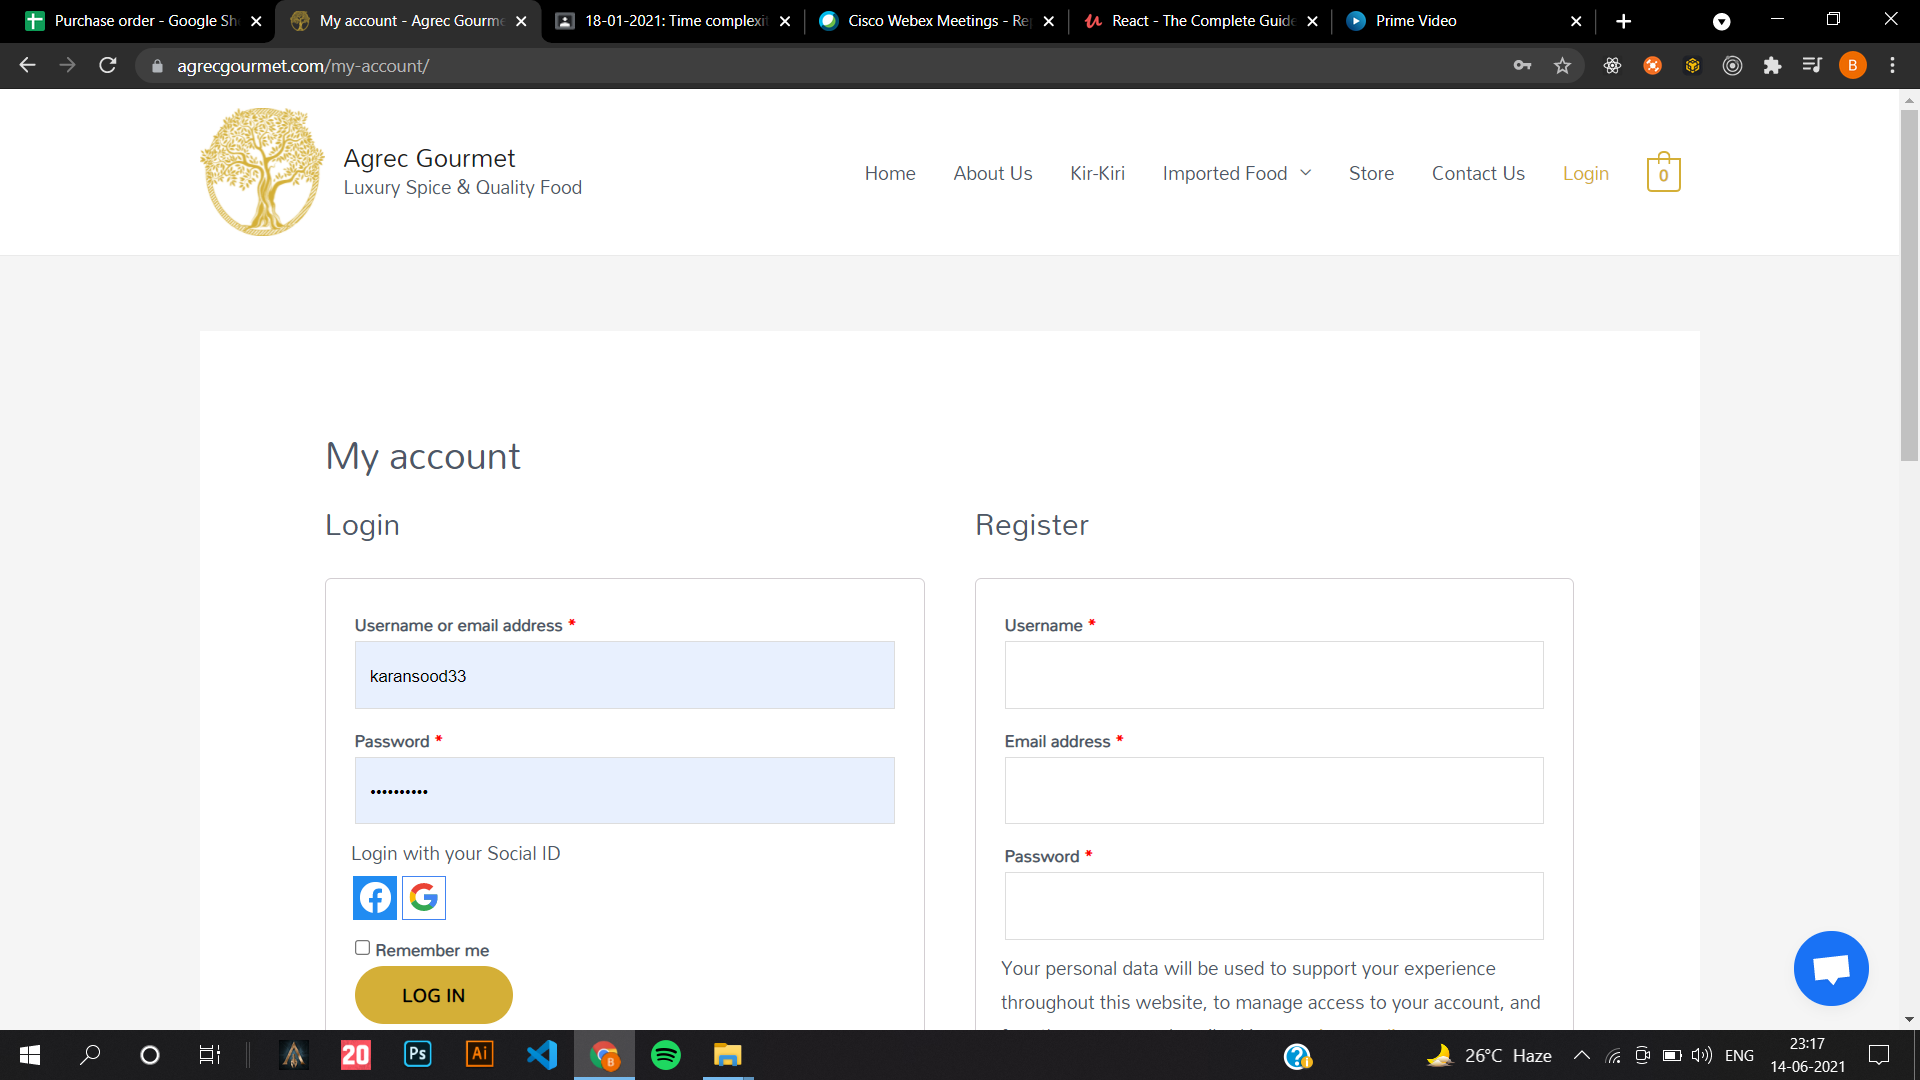 Purchase order - Google Sh
My account - Agrec Gourme
18-01-2021: Time complexit
Cisco Webex Meetings - Re
React - The Complete Guide
Prime Video
agrecgourmet.com/my-account/
B
Agrec Gourmet
Luxury Spice & Quality Food
Home
About Us
Kir-Kiri
Imported Food
Store
Contact Us
Login
0
My account
Login
Register
Username or email address *
karansood33
Password *
Login with your Social ID
Remember me
LOG IN
Username *
Email address *
Password *
Your personal data will be used to support your experience
throughout this website, to manage access to your account, and
20
Ps
Ai
B
26°C Haze
ENG
23:17
14-06-2021